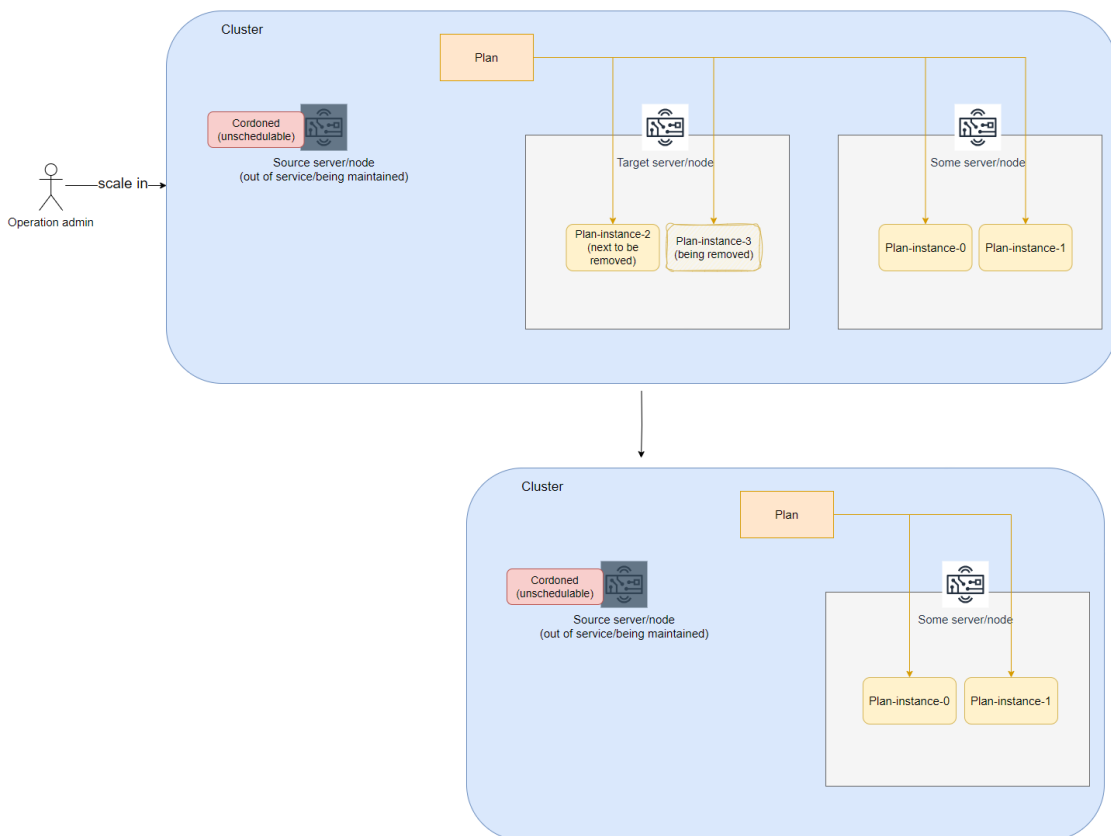 Cluster
Plan
Cordoned
(unschedulable)
Source server/node
(out of service/being maintained)
Target server/node
Some server/node
scale in
Operation admin
Plan-instance-2
(next to be
removed)
Plan-instance-3
(being removed)
Plan-instance-0
Plan-instance-1
Cluster
Plan
Cordoned
(unschedulable)
Source server/node
(out of service/being maintained)
Some server/node
Plan-instance-0
Plan-instance-1